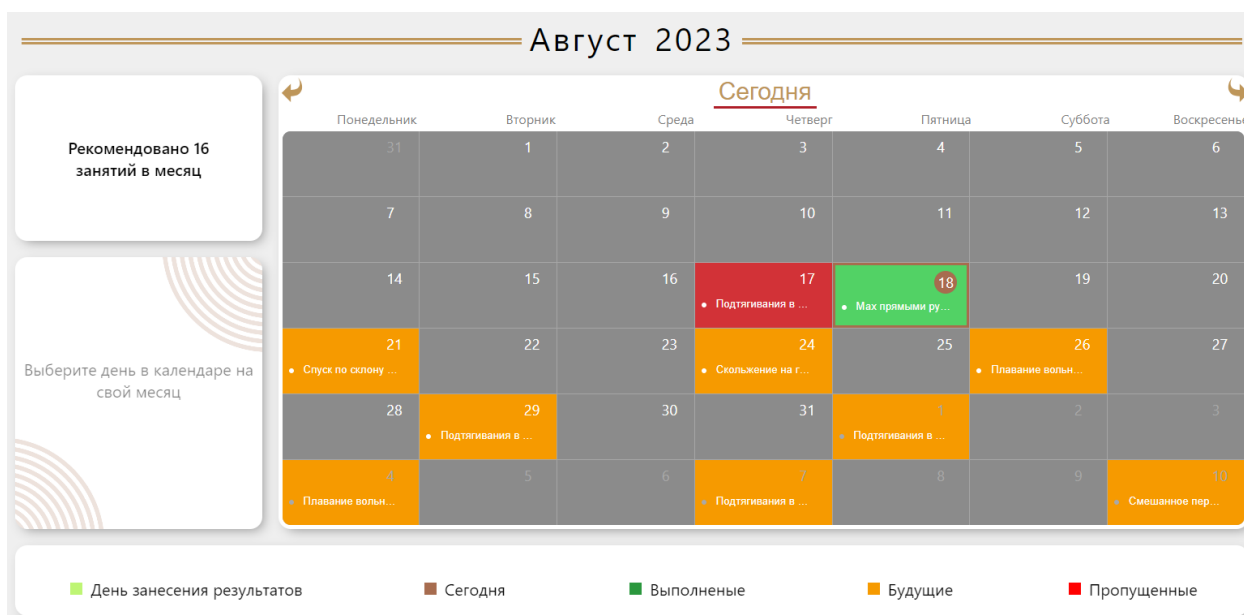 Август 2023
Рекомендовано 16
занятий в месяц
Выберите день в календаре на
свой месяц
Сегодня
Понедельник Вторник Среда Четверг Пятница Суббота Воскресенье
31 1 2 3 4 5 6
7 8 9 10 11 12 13
14 15 16 17 18 19 20
Подтягивания в ... Мах прямыми ру...
21 22 23 24 25 26 27
Спуск по склону ... Скольжение на г... Плавание вольн...
28 29 30 31 1 2 3
Подтягивания в ... Подтягивания в ...
4 5 6 7 8 9 10
Плавание вольн... Подтягивания в ... Смешанное пер...
День занесения результатов Сегодня Выполненые Будущие Пропущенные